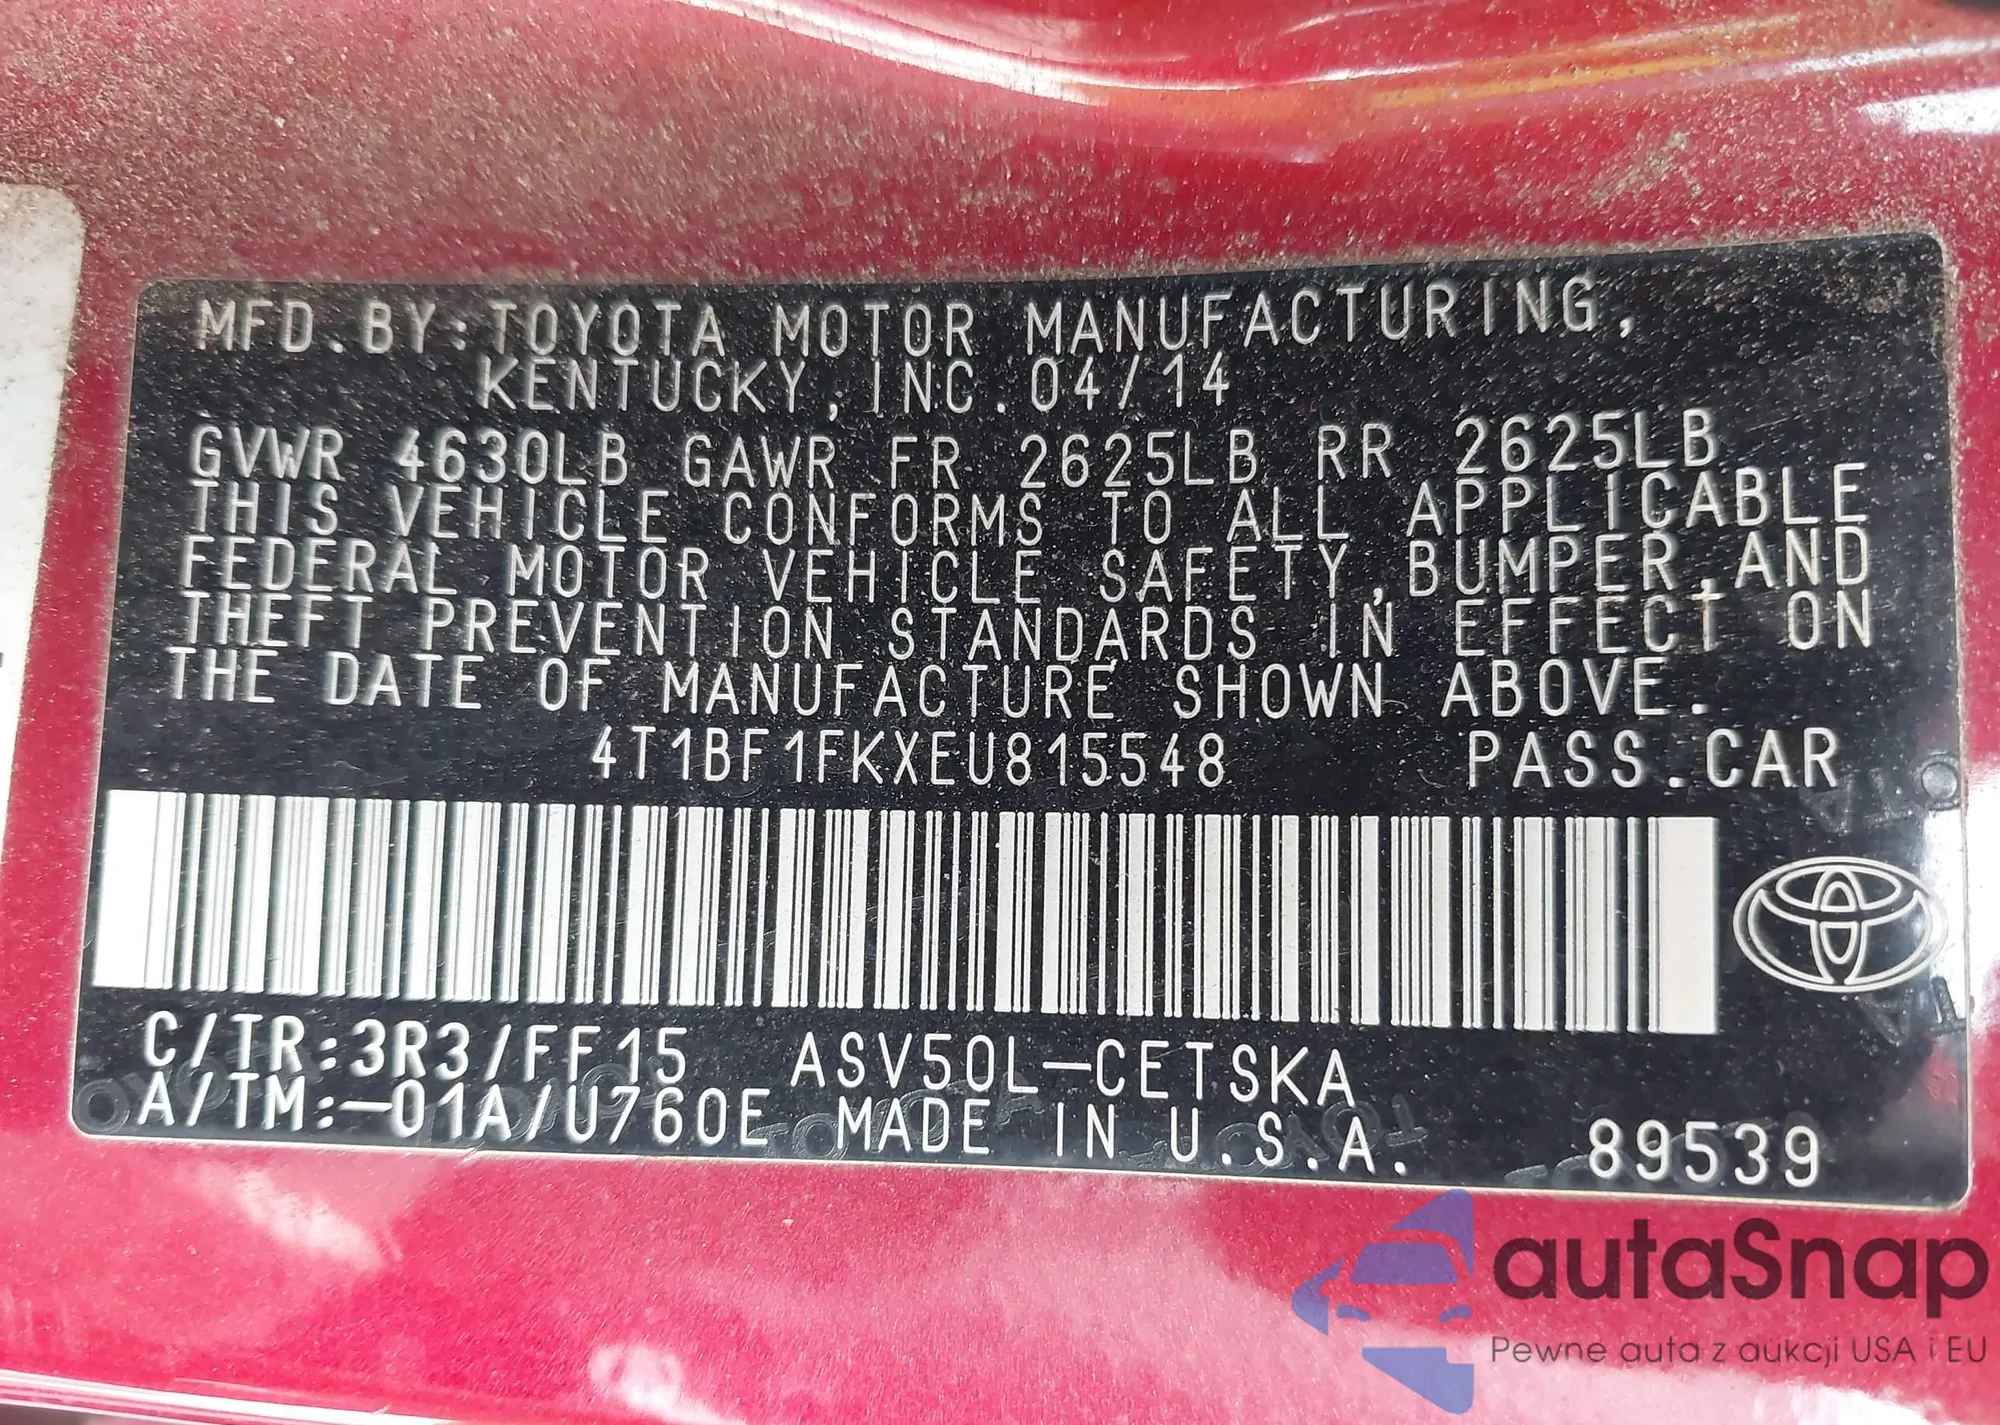 MFD.BY:TOYOTA MOTOR MANUFACTURING,
KENTUCKY,INC.04/14
GVWR 4630LB GAWR FR 2625LB RR 2625LB
THIS VEHICLE CONFORMS TO ALL APPLICABLE
FEDERAL MOTOR VEHICLE SAFETY,BUMPER,AND
THEFT PREVENTION STANDARDS IN EFFECT ON
THE DATE OF MANUFACTURE SHOWN ABOVE.
4T1BF1FKXEU815548 PASS.CAR
C/TR:3R3/FF15 ASV50L-CETSKA
A/TM:-01A/U760E MADE IN U.S.A. 89539
autaSnap
Pewne auta z aukcji USA i EU